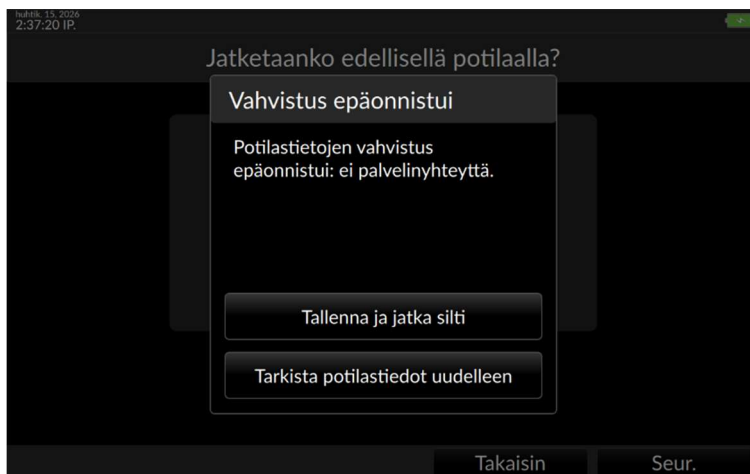 huhtik. 15, 2026
2:37:20 IP.
Jatketaanko edellisellä potilaalla?
Vahvistus epäonnistui
Potilastietojen vahvistus
epäonnistui: ei palvelinyhteyttä.
Tallenna ja jatka silti
Tarkista potilastiedot uudelleen
Takaisin
Seur.